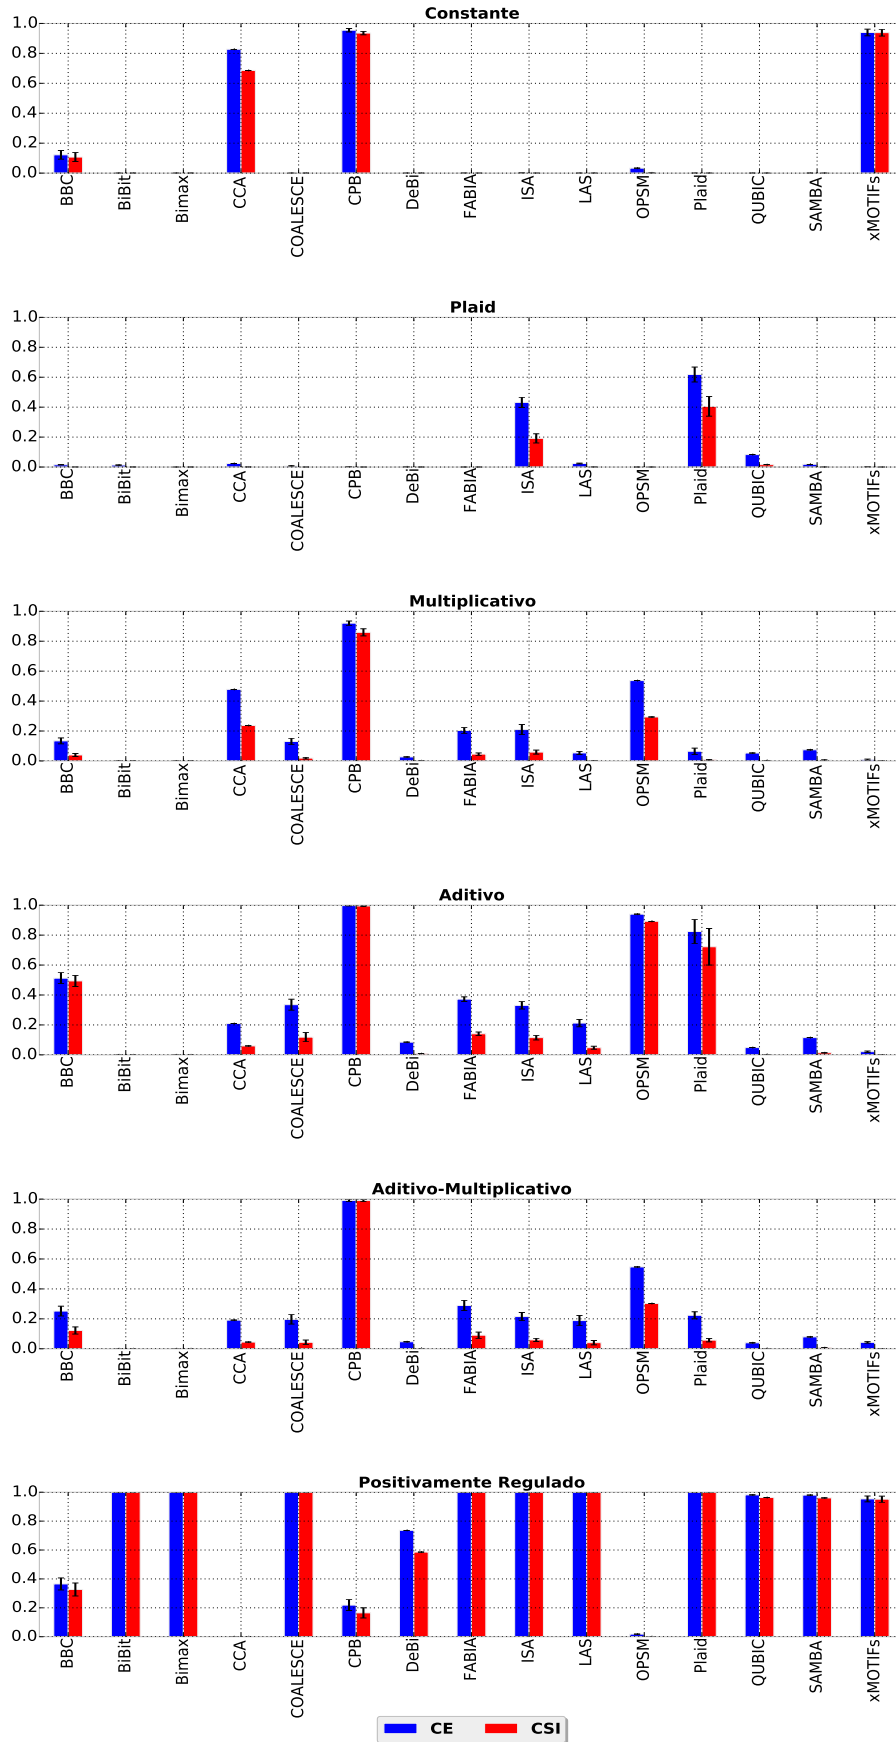 Constante
1.0
0.8
0.6
0.4
0.2
0.0
BBC BiBit Bimax CCA COALESCE CPB DeBi FABIA ISA LAS OPSM Plaid QUBIC SAMBA xMOTIFs
Plaid
1.0
0.8
0.6
0.4
0.2
0.0
BBC BiBit Bimax CCA COALESCE CPB DeBi FABIA ISA LAS OPSM Plaid QUBIC SAMBA xMOTIFs
Multiplicativo
1.0
0.8
0.6
0.4
0.2
0.0
BBC BiBit Bimax CCA COALESCE CPB DeBi FABIA ISA LAS OPSM Plaid QUBIC SAMBA xMOTIFs
Aditivo
1.0
0.8
0.6
0.4
0.2
0.0
BBC BiBit Bimax CCA COALESCE CPB DeBi FABIA ISA LAS OPSM Plaid QUBIC SAMBA xMOTIFs
Aditivo-Multiplicativo
1.0
0.8
0.6
0.4
0.2
0.0
BBC BiBit Bimax CCA COALESCE CPB DeBi FABIA ISA LAS OPSM Plaid QUBIC SAMBA xMOTIFs
Positivamente Regulado
1.0
0.8
0.6
0.4
0.2
0.0
BBC BiBit Bimax CCA COALESCE CPB DeBi FABIA ISA LAS OPSM Plaid QUBIC SAMBA xMOTIFs
CE CSI